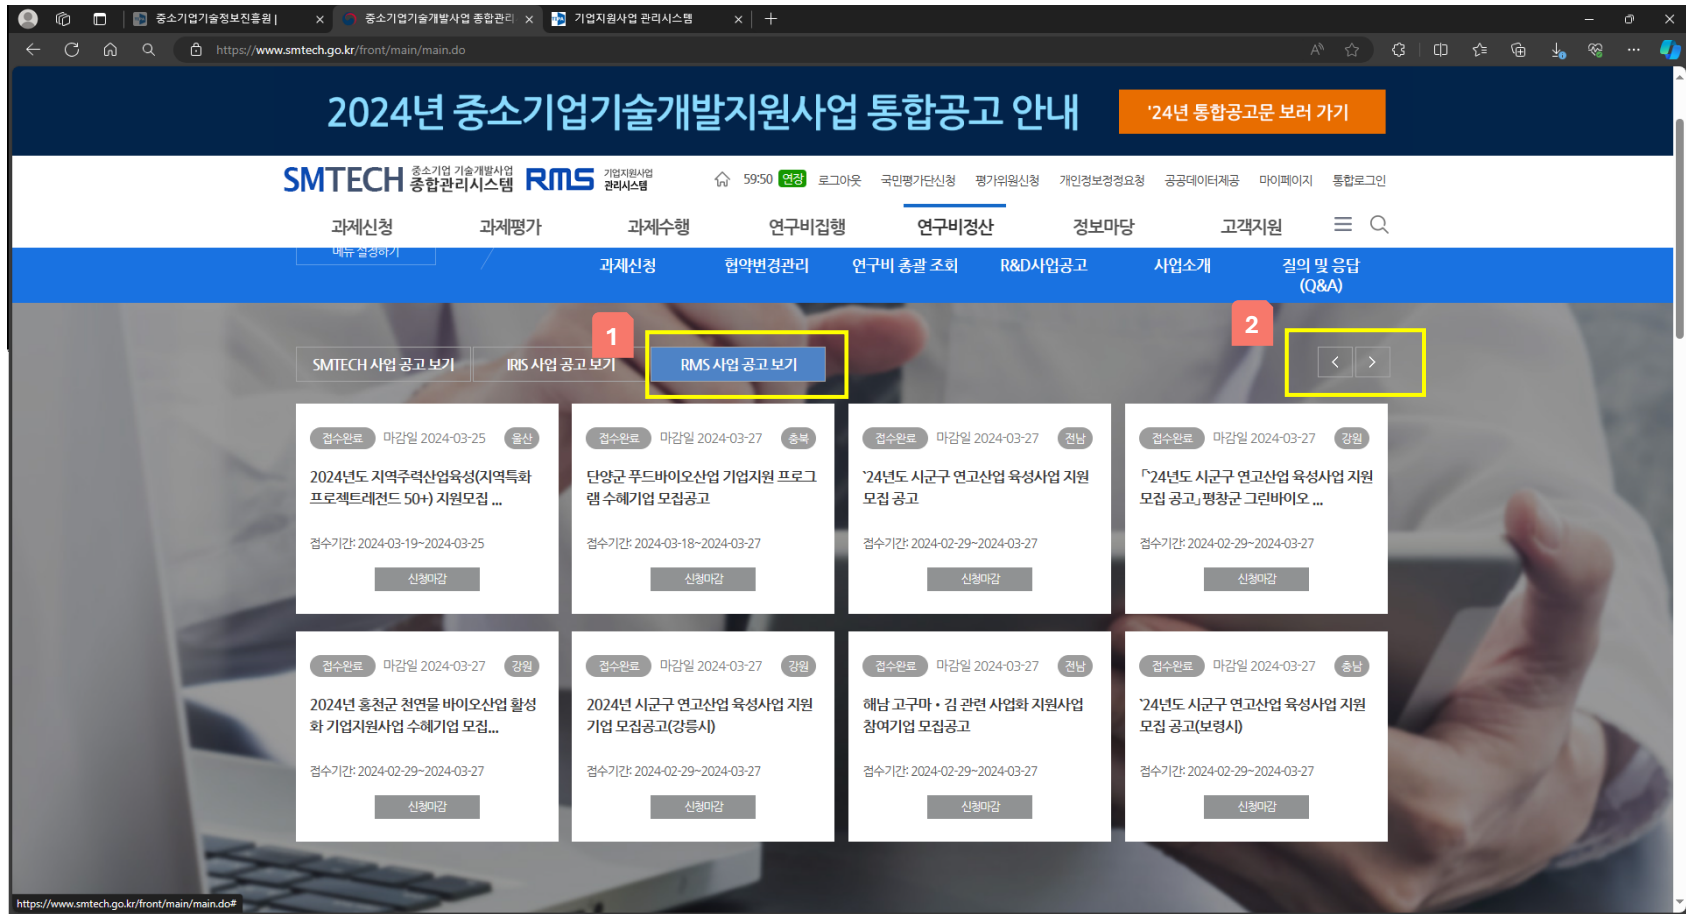 중소기업기술정보진흥원 |
중소기업기술개발사업 종합관리
기업지원사업 관리시스템
https://www.smtech.go.kr/front/main/main.do
2024년 중소기업기술개발지원사업 통합공고 안내
'24년 통합공고문 보러 가기
SMTECH 중소기업 기술개발사업 종합관리시스템
RMS 기업지원사업 관리시스템
59:50 연장 로그아웃 국민평가단신청 평가위원신청 개인정보정정요청 공공데이터제공 마이페이지 통합로그인
과제신청 과제평가 과제수행 연구비집행 연구비정산 정보마당 고객지원
메뉴 설정하기
과제신청 협약변경관리 연구비 총괄 조회 R&D사업공고 사업소개 질의 및 응답
(Q&A)
1
2
SMTECH 사업 공고 보기 IRIS 사업 공고 보기 RMS 사업 공고 보기
< >
접수완료 마감일 2024-03-25 울산
2024년도 지역주력산업육성(지역특화
프로젝트레전드 50+) 지원모집 ...
접수기간: 2024-03-19~2024-03-25
신청마감
접수완료 마감일 2024-03-27 충북
단양군 푸드바이오산업 기업지원 프로그
램 수혜기업 모집공고
접수기간: 2024-03-18~2024-03-27
신청마감
접수완료 마감일 2024-03-27 전남
`24년도 시군구 연고산업 육성사업 지원
모집 공고
접수기간: 2024-02-29~2024-03-27
신청마감
접수완료 마감일 2024-03-27 강원
「`24년도 시군구 연고산업 육성사업 지원
모집 공고」평창군 그린바이오 ...
접수기간: 2024-02-29~2024-03-27
신청마감
접수완료 마감일 2024-03-27 강원
2024년 홍천군 천연물 바이오산업 활성
화 기업지원사업 수혜기업 모집...
접수기간: 2024-02-29~2024-03-27
신청마감
접수완료 마감일 2024-03-27 강원
2024년 시군구 연고산업 육성사업 지원
기업 모집공고(강릉시)
접수기간: 2024-02-29~2024-03-27
신청마감
접수완료 마감일 2024-03-27 전남
해남 고구마・김 관련 사업화 지원사업
참여기업 모집공고
접수기간: 2024-02-29~2024-03-27
신청마감
접수완료 마감일 2024-03-27 충남
`24년도 시군구 연고산업 육성사업 지원
모집 공고(보령시)
접수기간: 2024-02-29~2024-03-27
신청마감
https://www.smtech.go.kr/front/main/main.do#